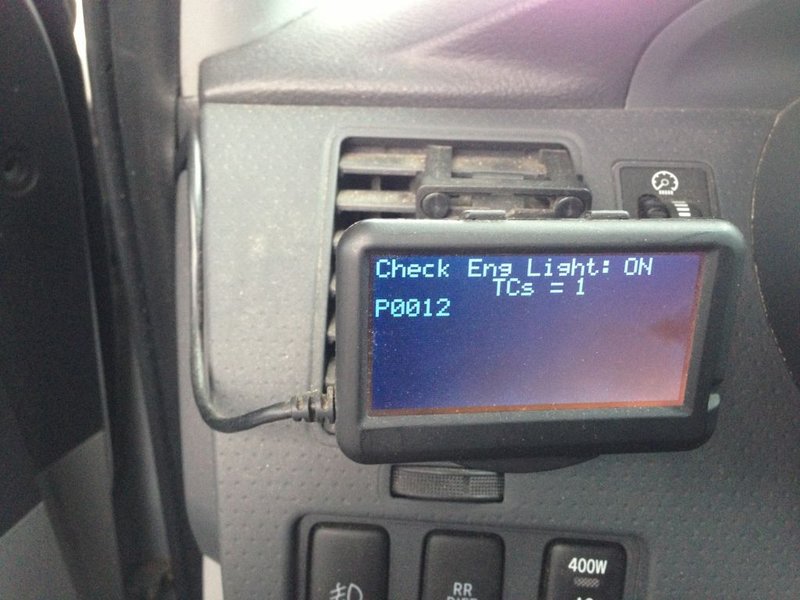 Check Eng Light: ON
TCs = 1
P0012
RR
400W